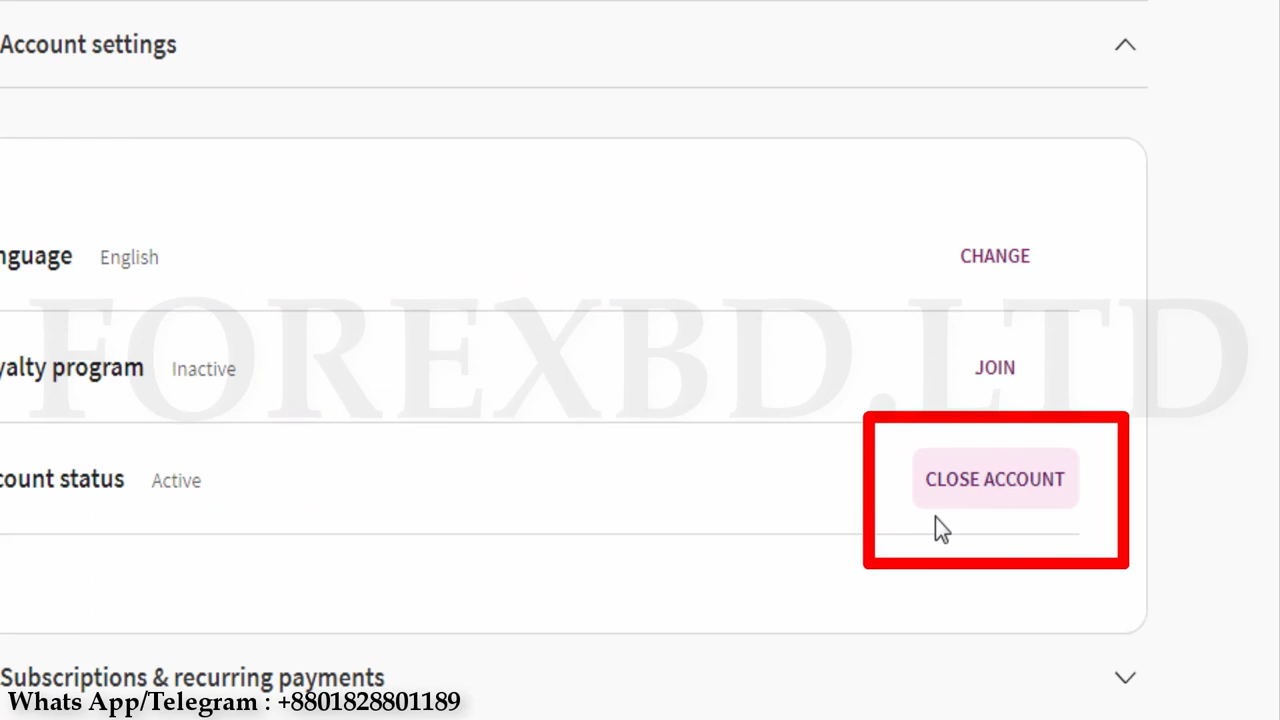 Account settings
nguage English CHANGE
FOREXBD.LTD
yalty program Inactive JOIN
count status Active CLOSE ACCOUNT
Subscriptions & recurring payments
Whats App/Telegram : +8801828801189